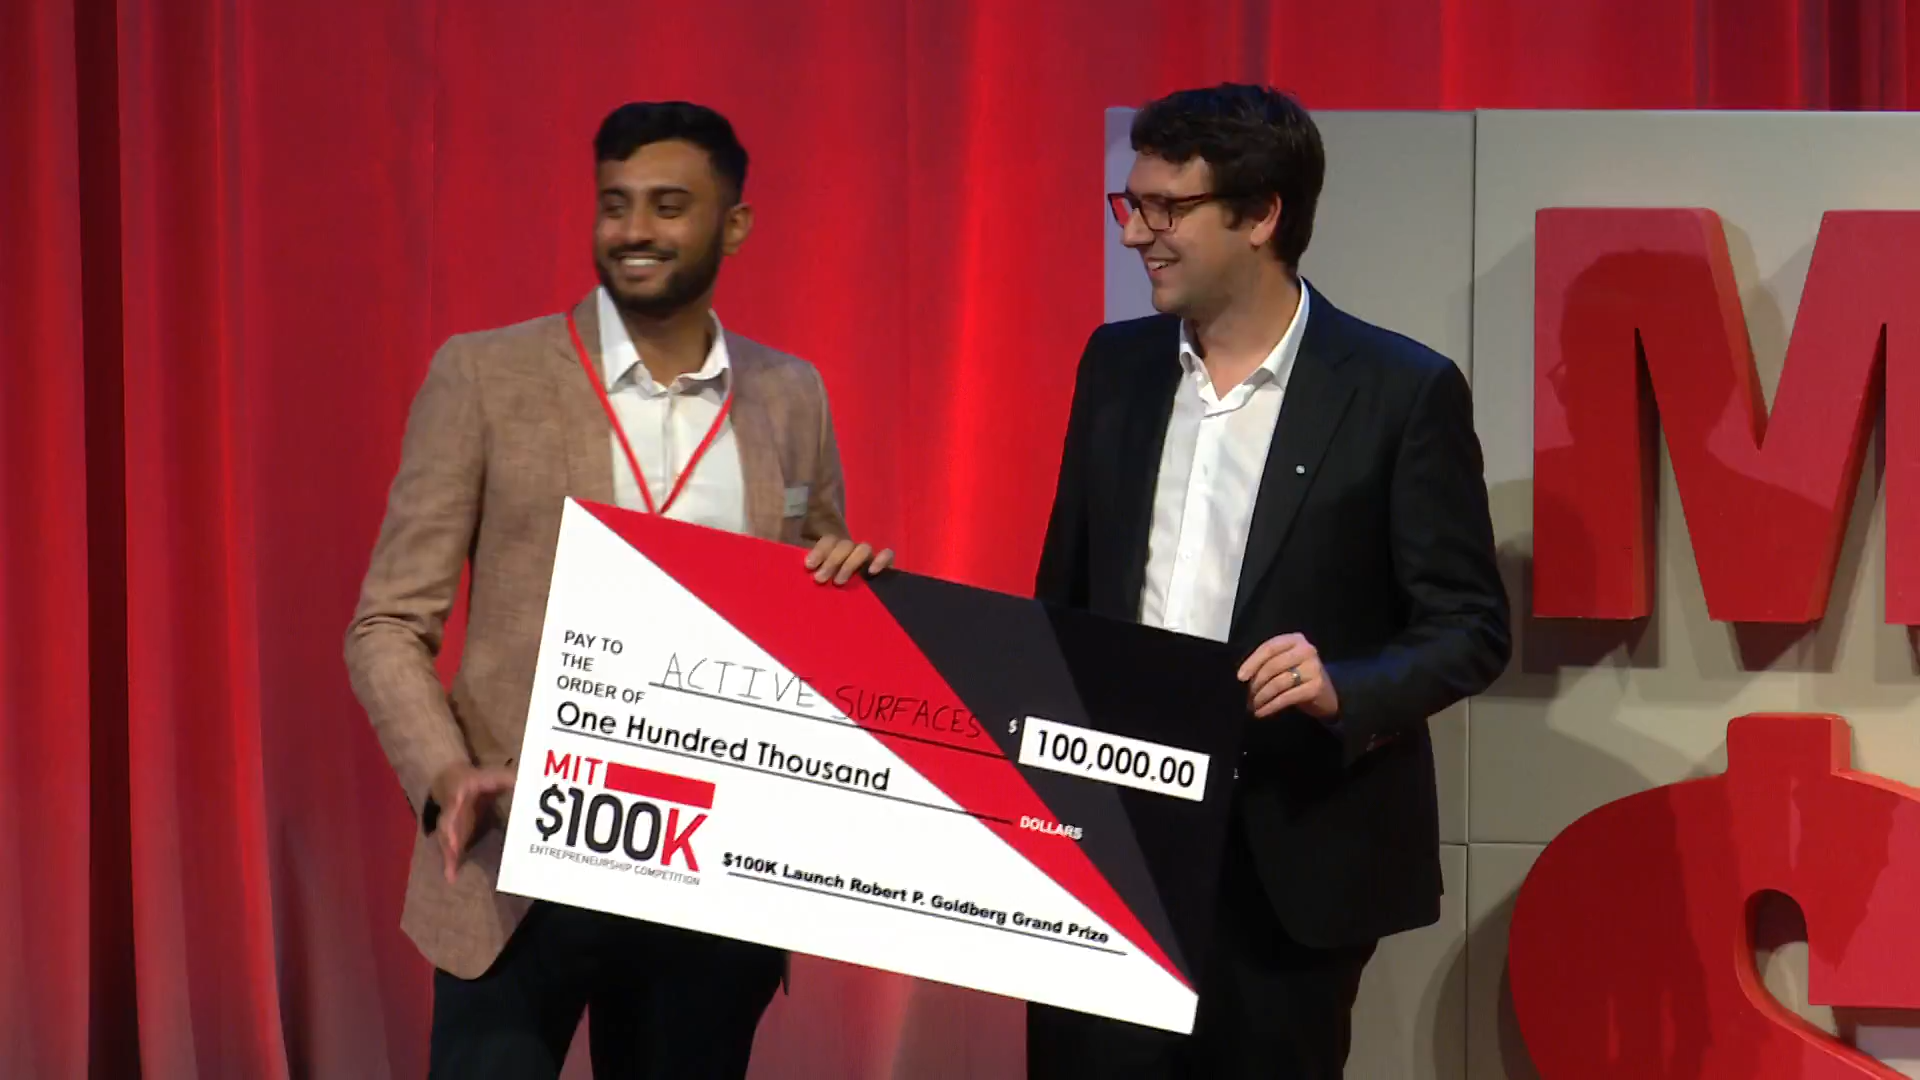 PAY TO
THE
ORDER OF
ACTIVE SURFACES
$ 100,000.00
One Hundred Thousand
DOLLARS
MIT
$100K
ENTREPRENEURSHIP COMPETITION
$100K Launch Robert P. Goldberg Grand Prize
M
$